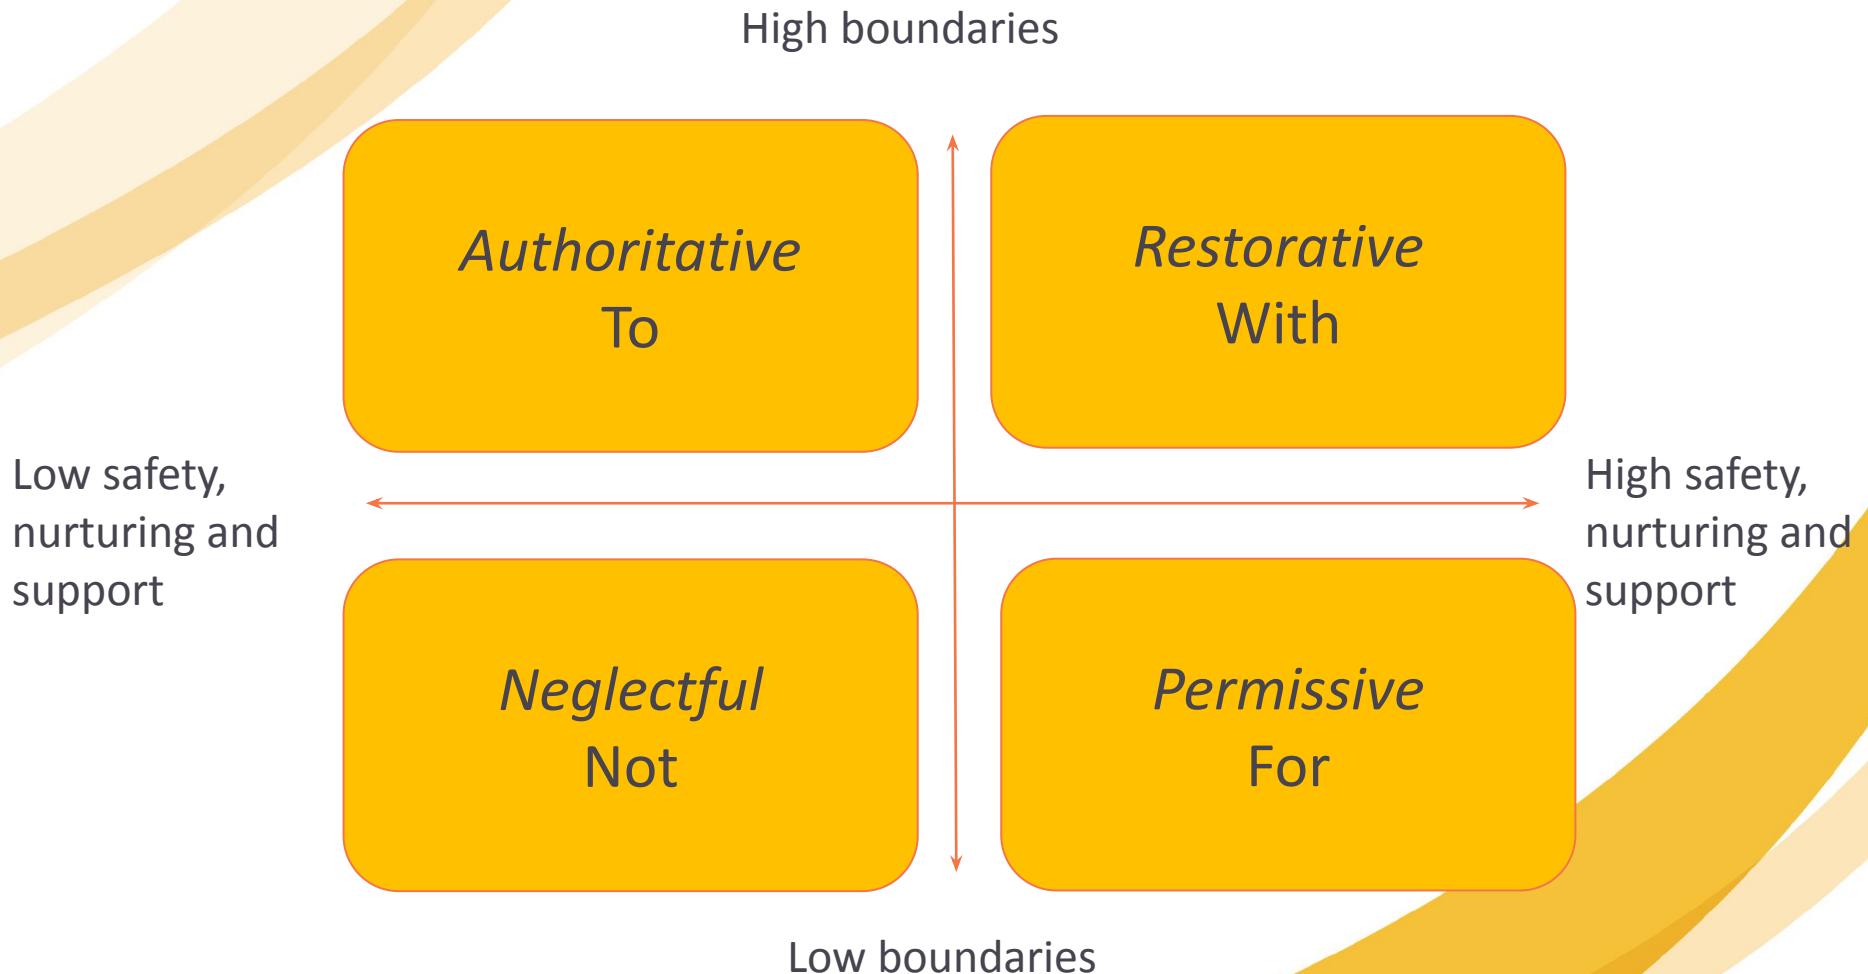 High boundaries
Authoritative
To
Restorative
With
Low safety,
nurturing and
support
High safety,
nurturing and
support
Neglectful
Not
Permissive
For
Low boundaries